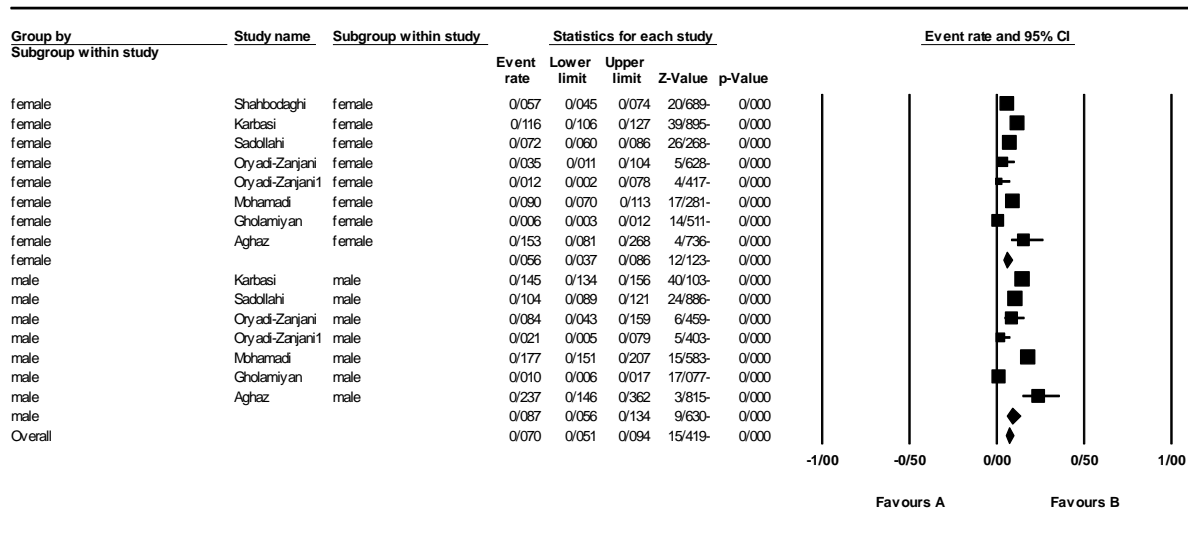 Group by Study name Subgroup within study Statistics for each study Event rate and 95% CI
Subgroup within study
Event Lower Upper
rate limit limit Z-Value p-Value
female Shahbodaghi female 0/057 0/045 0/074 20/689- 0/000
female Karbasi female 0/116 0/106 0/127 39/895- 0/000
female Sadollahi female 0/072 0/060 0/086 26/268- 0/000
female Oryadi-Zanjani female 0/035 0/011 0/104 5/628- 0/000
female Oryadi-Zanjani1 female 0/012 0/002 0/078 4/417- 0/000
female Mohamadi female 0/090 0/070 0/113 17/281- 0/000
female Gholamiyan female 0/006 0/003 0/012 14/511- 0/000
female Aghaz female 0/153 0/081 0/268 4/736- 0/000
female 0/056 0/037 0/086 12/123- 0/000
male Karbasi male 0/145 0/134 0/156 40/103- 0/000
male Sadollahi male 0/104 0/089 0/121 24/886- 0/000
male Oryadi-Zanjani male 0/084 0/043 0/159 6/459- 0/000
male Oryadi-Zanjani1 male 0/021 0/005 0/079 5/403- 0/000
male Mohamadi male 0/177 0/151 0/207 15/583- 0/000
male Gholamiyan male 0/010 0/006 0/017 17/077- 0/000
male Aghaz male 0/237 0/146 0/362 3/815- 0/000
male 0/087 0/056 0/134 9/630- 0/000
Overall 0/070 0/051 0/094 15/419- 0/000
-1/00 -0/50 0/00 0/50 1/00
Favours A Favours B